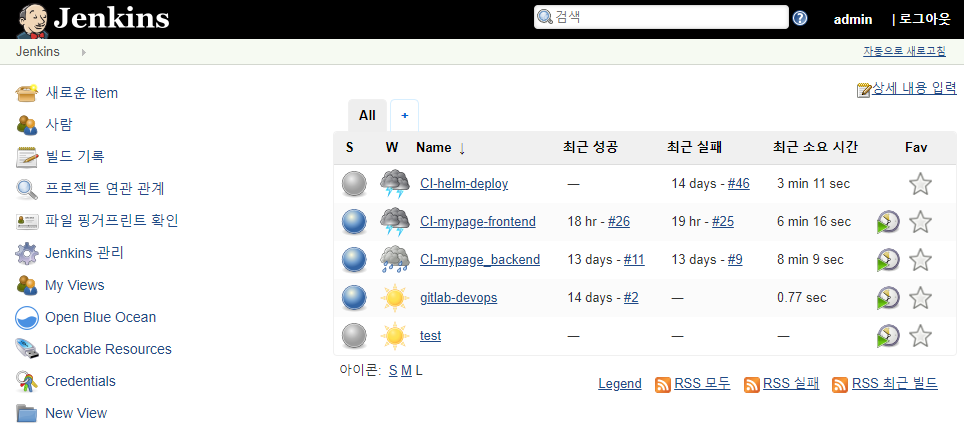 Jenkins
검색
admin
| 로그아웃
Jenkins
자동으로 새로고침
새로운 Item
사람
빌드 기록
프로젝트 연관 관계
파일 핑거프린트 확인
Jenkins 관리
My Views
Open Blue Ocean
Lockable Resources
Credentials
New View
상세 내용 입력
All +
S W Name ↓ 최근 성공 최근 실패 최근 소요 시간 Fav
CI-helm-deploy — 14 days - #46 3 min 11 sec
CI-mypage-frontend 18 hr - #26 19 hr - #25 6 min 16 sec
CI-mypage_backend 13 days - #11 13 days - #9 8 min 9 sec
gitlab-devops 14 days - #2 — 0.77 sec
test — — —
아이콘: S M L
Legend RSS 모두 RSS 실패 RSS 최근 빌드